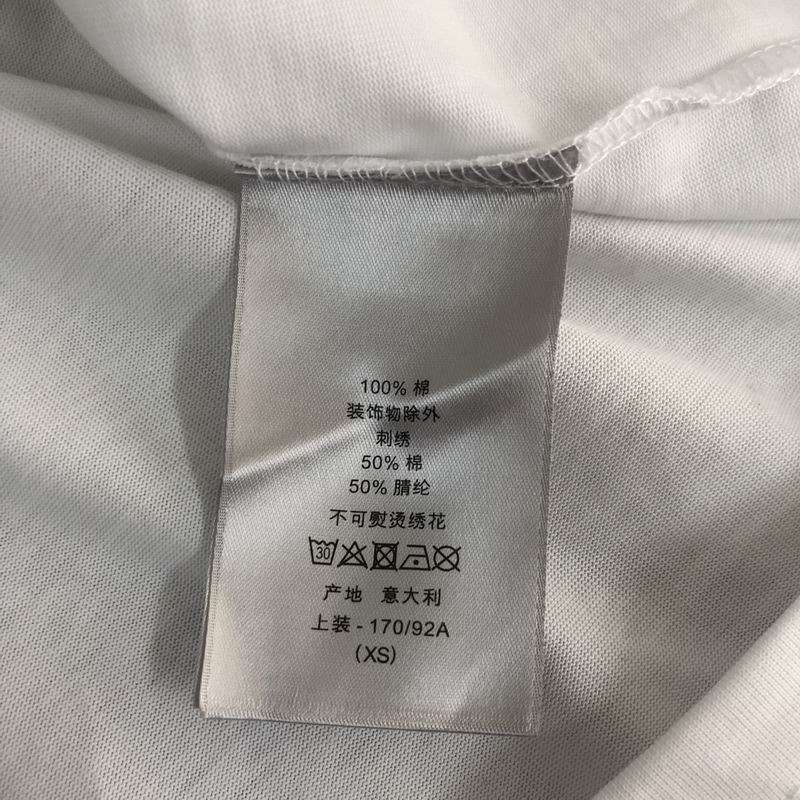 100% 棉
装饰物除外
刺绣
50% 棉
50% 腈纶
不可熨烫绣花
30
产地 意大利
上装 - 170/92A
(XS)